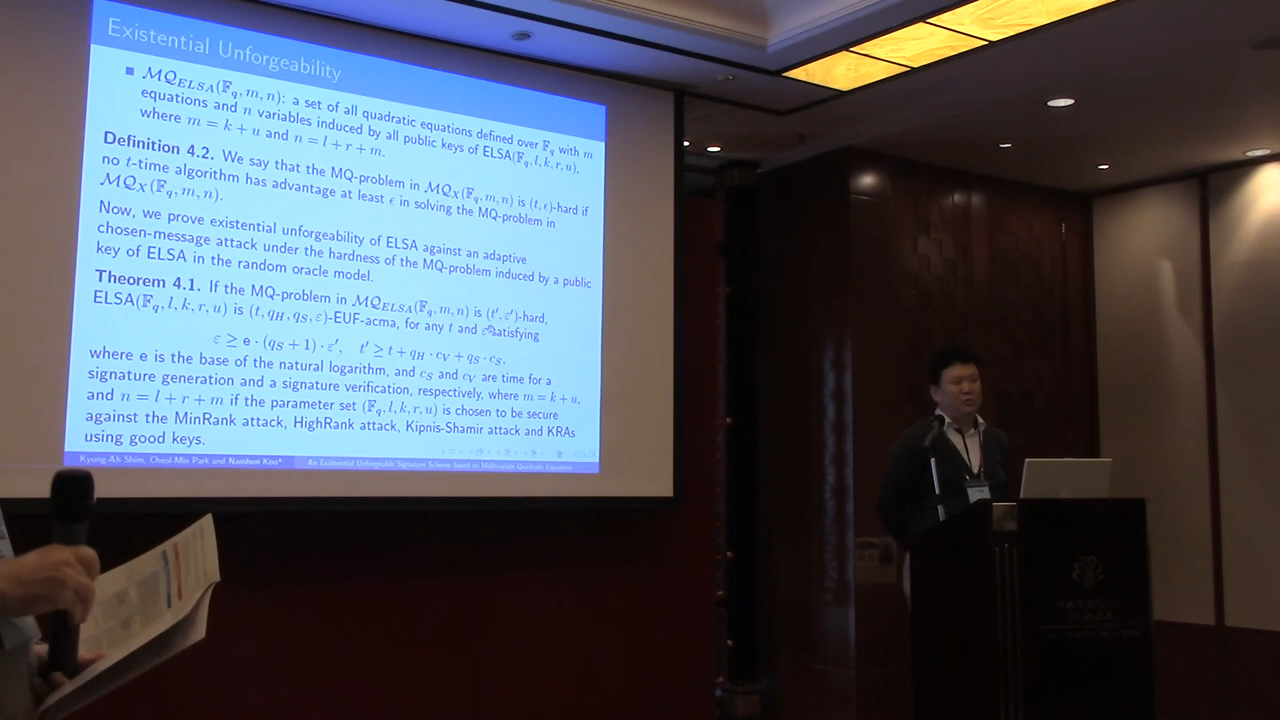 Existential Unforgeability
■ MQ_ELSA(𝔽_q, m, n): a set of all quadratic equations defined over 𝔽_q with m
equations and n variables induced by all public keys of ELSA(𝔽_q, l, k, r, u),
where m = k + u and n = l + r + m.
Definition 4.2. We say that the MQ-problem in MQ_X(𝔽_q, m, n) is (t, ϵ)-hard if
no t-time algorithm has advantage at least ϵ in solving the MQ-problem in
MQ_X(𝔽_q, m, n).
Now, we prove existential unforgeability of ELSA against an adaptive
chosen-message attack under the hardness of the MQ-problem induced by a public
key of ELSA in the random oracle model.
Theorem 4.1. If the MQ-problem in MQ_ELSA(𝔽_q, m, n) is (t′, ε′)-hard,
ELSA(𝔽_q, l, k, r, u) is (t, q_H, q_S, ε)-EUF-acma, for any t and ε satisfying
ε ≥ e · (q_S + 1) · ε′, t′ ≥ t + q_H · c_V + q_S · c_S,
where e is the base of the natural logarithm, and c_S and c_V are time for a
signature generation and a signature verification, respectively, where m = k + u,
and n = l + r + m if the parameter set (𝔽_q, l, k, r, u) is chosen to be secure
against the MinRank attack, HighRank attack, Kipnis-Shamir attack and KRAs
using good keys.
Kyung-Ah Shim, Cheol-Min Park and Namhun Koo* An Existential Unforgeable Signature Scheme based on Multivariate Quadratic Equations